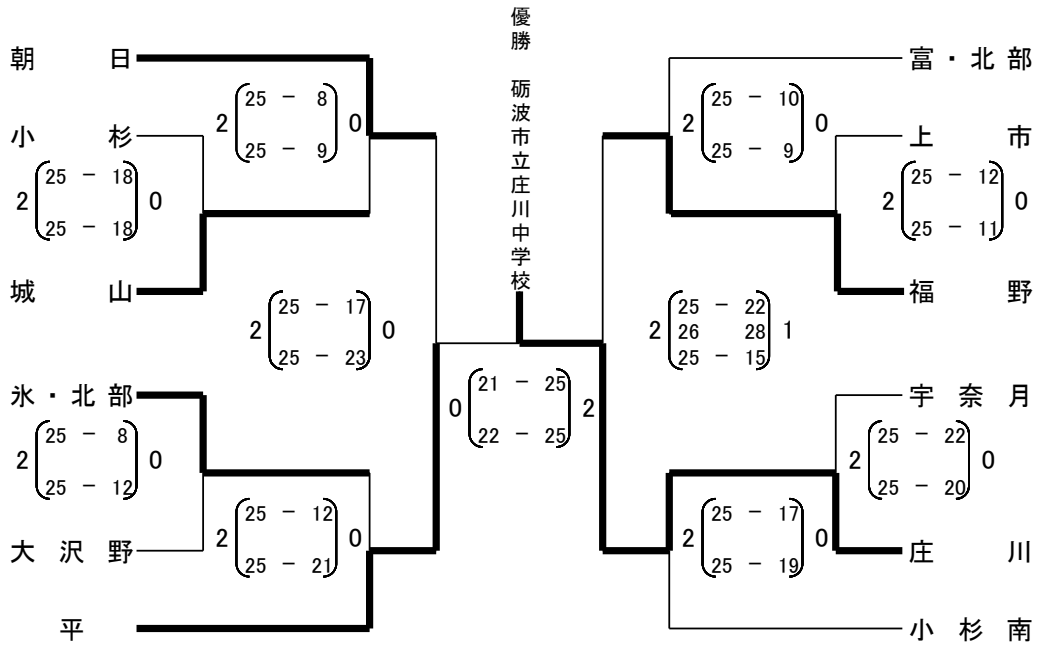 優勝 砺波市立庄川中学校
朝日
2 25 - 8 0
25 - 9
小杉
2 25 - 18 0
25 - 18
城山
2 25 - 17 0
25 - 23
氷・北部
2 25 - 8 0
25 - 12
大沢野
2 25 - 12 0
25 - 21
平
0 21 - 25 2
22 - 25
富・北部
2 25 - 10 0
25 - 9
上市
2 25 - 12 0
25 - 11
福野
25 - 22
2 26 28 1
25 - 15
宇奈月
2 25 - 22 0
25 - 20
庄川
2 25 - 17 0
25 - 19
小杉南